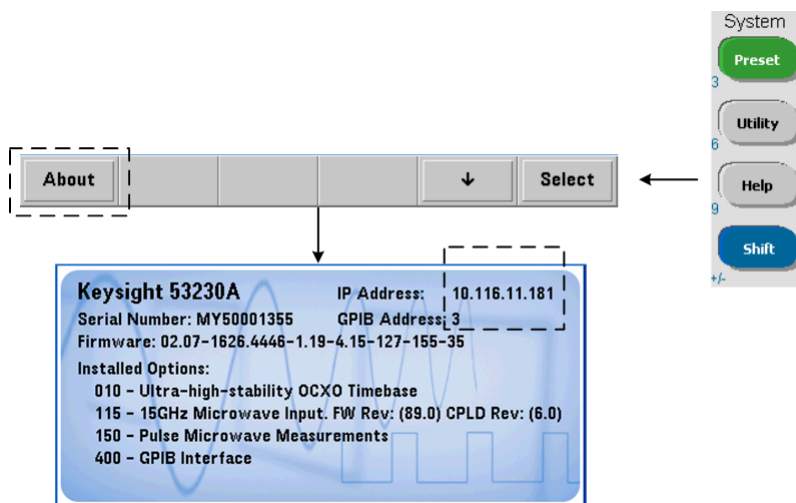 System
Preset
3
Utility
6
Help
9
Shift
+/-
About ↓ Select
Keysight 53230A IP Address: 10.116.11.181
Serial Number: MY50001355 GPIB Address: 3
Firmware: 02.07-1626.4446-1.19-4.15-127-155-35
Installed Options:
010 - Ultra-high-stability OCXO Timebase
115 - 15GHz Microwave Input. FW Rev: (89.0) CPLD Rev: (6.0)
150 - Pulse Microwave Measurements
400 - GPIB Interface